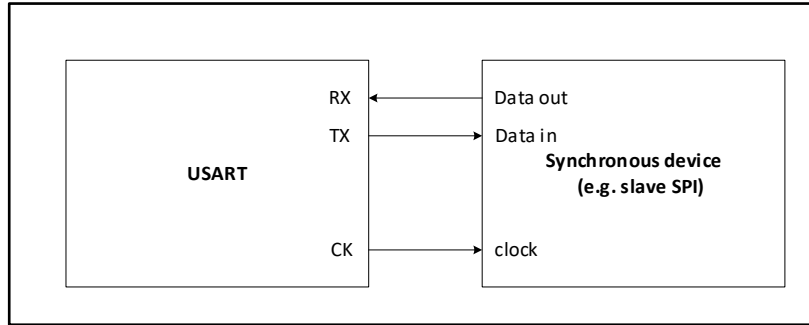 RX
Data out
TX
Data in
USART
Synchronous device
(e.g. slave SPI)
CK
clock